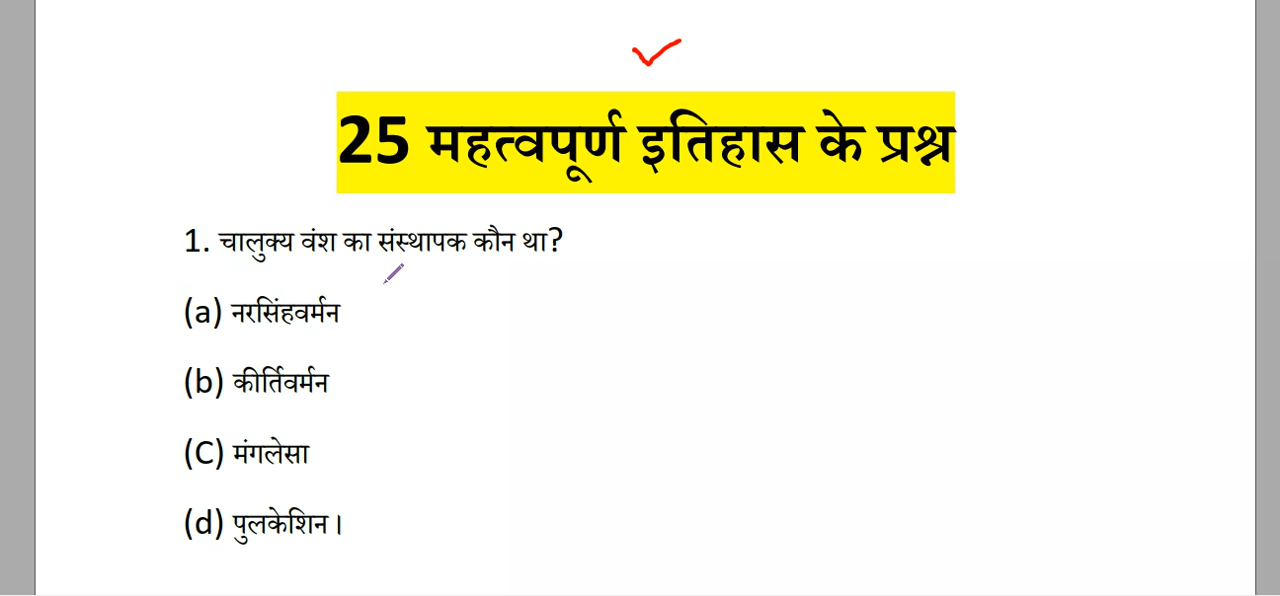 25 महत्वपूर्ण इतिहास के प्रश्न
1. चालुक्य वंश का संस्थापक कौन था?
(a) नरसिंहवर्मन
(b) कीर्तिवर्मन
(C) मंगलेसा
(d) पुलकेशिन।